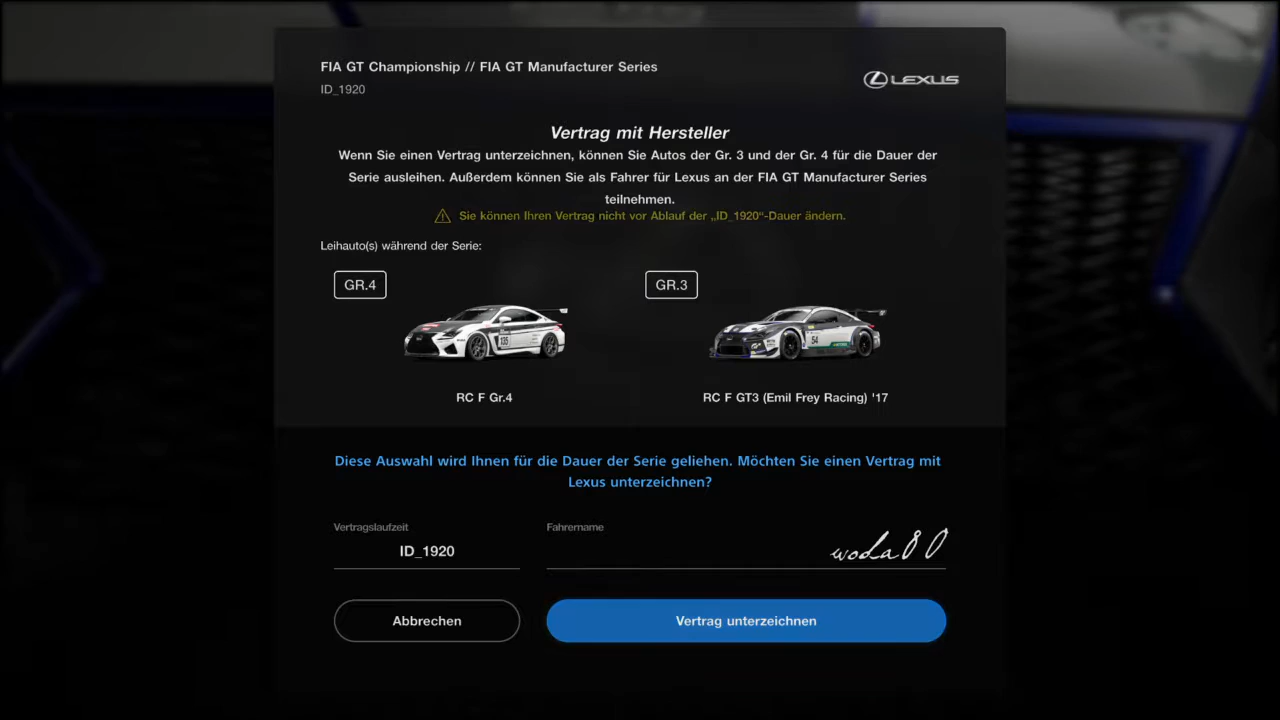 FIA GT Championship // FIA GT Manufacturer Series
ID_1920
LEXUS
Vertrag mit Hersteller
Wenn Sie einen Vertrag unterzeichnen, können Sie Autos der Gr. 3 und der Gr. 4 für die Dauer der
Serie ausleihen. Außerdem können Sie als Fahrer für Lexus an der FIA GT Manufacturer Series
teilnehmen.
Sie können Ihren Vertrag nicht vor Ablauf der „ID_1920“-Dauer ändern.
Leihauto(s) während der Serie:
GR.4
GR.3
135
54
RC F Gr.4
RC F GT3 (Emil Frey Racing) '17
Diese Auswahl wird Ihnen für die Dauer der Serie geliehen. Möchten Sie einen Vertrag mit
Lexus unterzeichnen?
Vertragslaufzeit
Fahrername
ID_1920
woda80
Abbrechen
Vertrag unterzeichnen